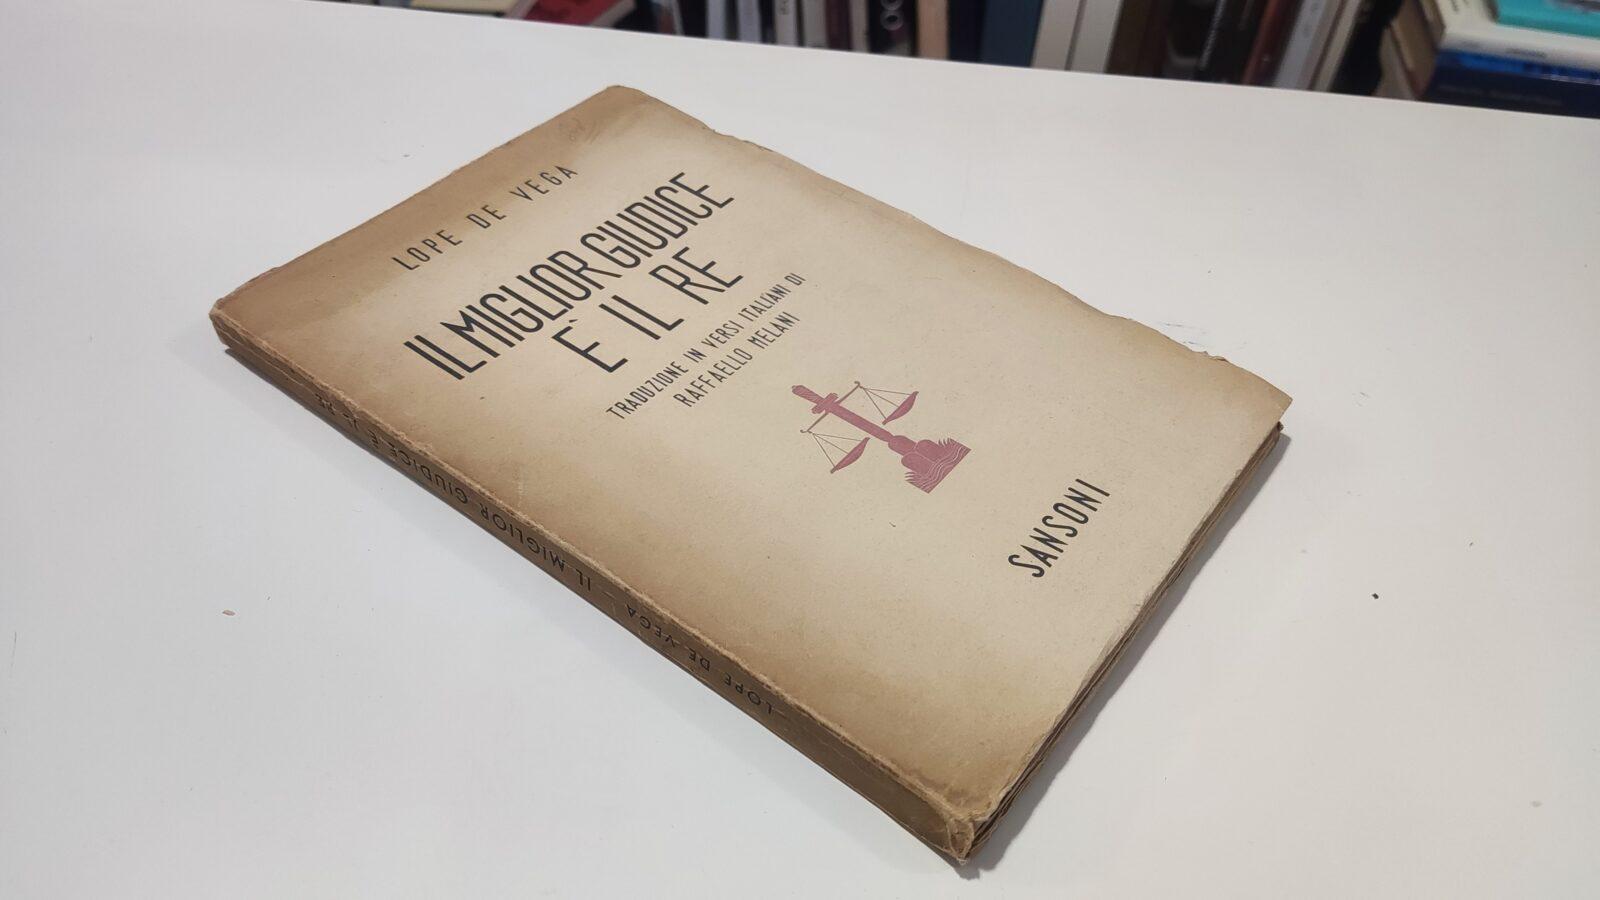 LOPE DE VEGA
IL MIGLIOR GIUDICE
È IL RE
TRADUZIONE IN VERSI ITALIANI DI
RAFFAELLO MELANI
SANSONI
LOPE DE VEGA - IL MIGLIOR GIUDICE È IL RE